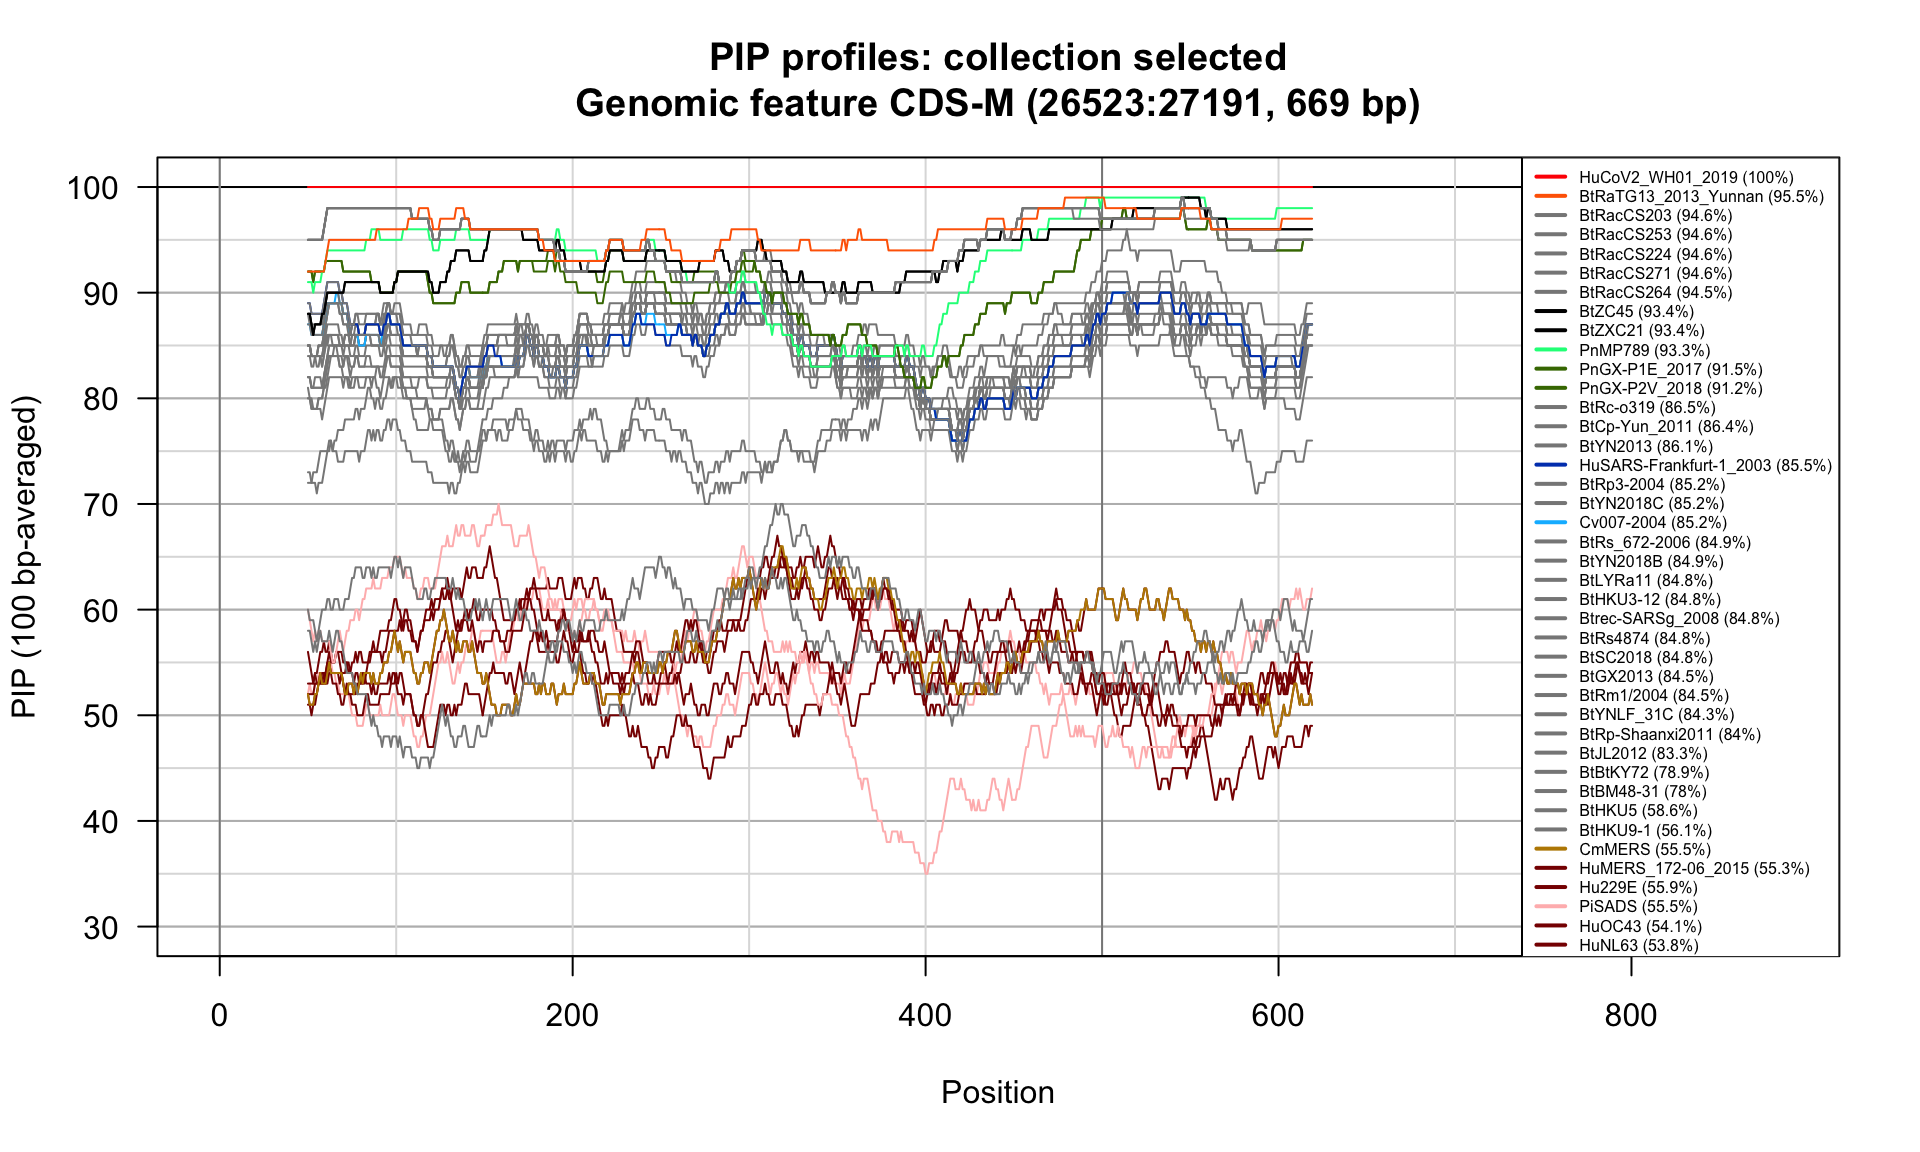 PIP profiles: collection selected
Genomic feature CDS-M (26523:27191, 669 bp)
PIP (100 bp-averaged)
100
90
80
70
60
50
40
30
0
200
400
600
800
Position
HuCoV2_WH01_2019 (100%)
BtRaTG13_2013_Yunnan (95.5%)
BtRacCS203 (94.6%)
BtRacCS253 (94.6%)
BtRacCS224 (94.6%)
BtRacCS271 (94.6%)
BtRacCS264 (94.5%)
BtZC45 (93.4%)
BtZXC21 (93.4%)
PnMP789 (93.3%)
PnGX-P1E_2017 (91.5%)
PnGX-P2V_2018 (91.2%)
BtRc-o319 (86.5%)
BtCp-Yun_2011 (86.4%)
BtYN2013 (86.1%)
HuSARS-Frankfurt-1_2003 (85.5%)
BtRp3-2004 (85.2%)
BtYN2018C (85.2%)
Cv007-2004 (85.2%)
BtRs_672-2006 (84.9%)
BtYN2018B (84.9%)
BtLYRa11 (84.8%)
BtHKU3-12 (84.8%)
Btrec-SARSg_2008 (84.8%)
BtRs4874 (84.8%)
BtSC2018 (84.8%)
BtGX2013 (84.5%)
BtRm1/2004 (84.5%)
BtYNLF_31C (84.3%)
BtRp-Shaanxi2011 (84%)
BtJL2012 (83.3%)
BtBtKY72 (78.9%)
BtBM48-31 (78%)
BtHKU5 (58.6%)
BtHKU9-1 (56.1%)
CmMERS (55.5%)
HuMERS_172-06_2015 (55.3%)
Hu229E (55.9%)
PiSADS (55.5%)
HuOC43 (54.1%)
HuNL63 (53.8%)